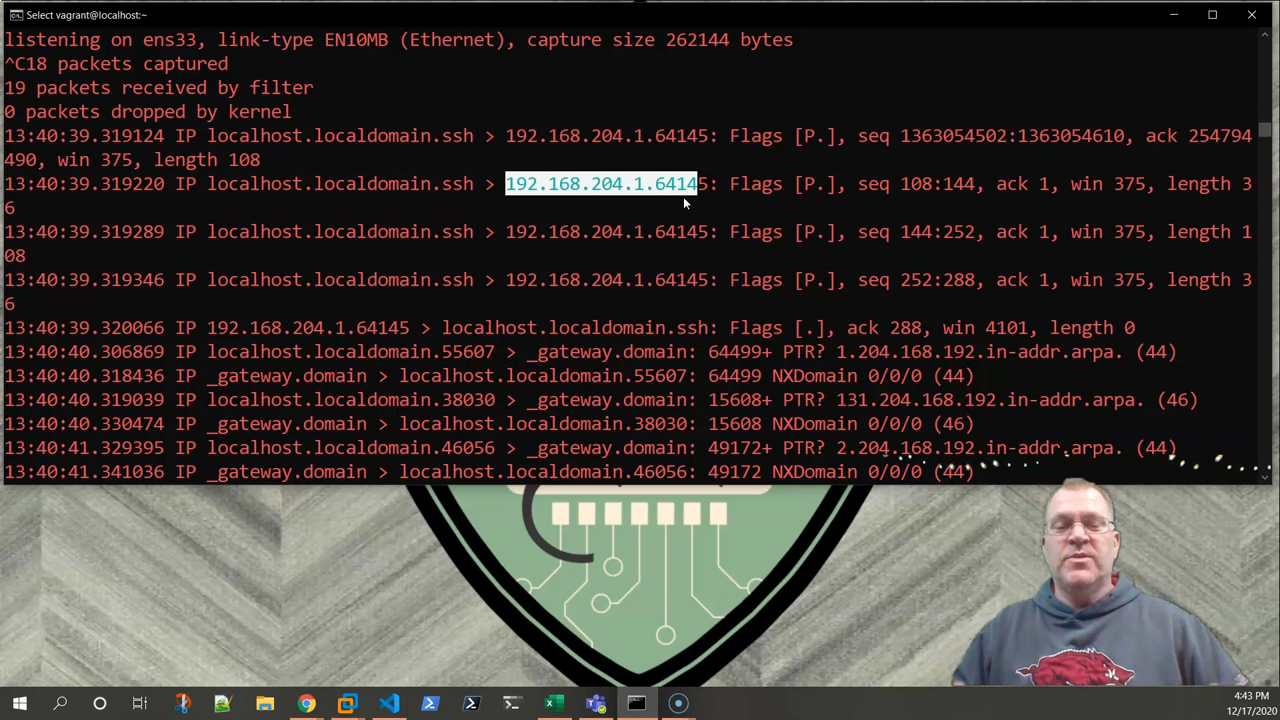 Select vagrant@localhost:~
listening on ens33, link-type EN10MB (Ethernet), capture size 262144 bytes
^C18 packets captured
19 packets received by filter
0 packets dropped by kernel
13:40:39.319124 IP localhost.localdomain.ssh > 192.168.204.1.64145: Flags [P.], seq 1363054502:1363054610, ack 254794
490, win 375, length 108
13:40:39.319220 IP localhost.localdomain.ssh > 192.168.204.1.64145: Flags [P.], seq 108:144, ack 1, win 375, length 3
6
13:40:39.319289 IP localhost.localdomain.ssh > 192.168.204.1.64145: Flags [P.], seq 144:252, ack 1, win 375, length 1
08
13:40:39.319346 IP localhost.localdomain.ssh > 192.168.204.1.64145: Flags [P.], seq 252:288, ack 1, win 375, length 3
6
13:40:39.320066 IP 192.168.204.1.64145 > localhost.localdomain.ssh: Flags [.], ack 288, win 4101, length 0
13:40:40.306869 IP localhost.localdomain.55607 > _gateway.domain: 64499+ PTR? 1.204.168.192.in-addr.arpa. (44)
13:40:40.318436 IP _gateway.domain > localhost.localdomain.55607: 64499 NXDomain 0/0/0 (44)
13:40:40.319039 IP localhost.localdomain.38030 > _gateway.domain: 15608+ PTR? 131.204.168.192.in-addr.arpa. (46)
13:40:40.330474 IP _gateway.domain > localhost.localdomain.38030: 15608 NXDomain 0/0/0 (46)
13:40:41.329395 IP localhost.localdomain.46056 > _gateway.domain: 49172+ PTR? 2.204.168.192.in-addr.arpa. (44)
13:40:41.341036 IP _gateway.domain > localhost.localdomain.46056: 49172 NXDomain 0/0/0 (44)
4:43 PM
12/17/2020